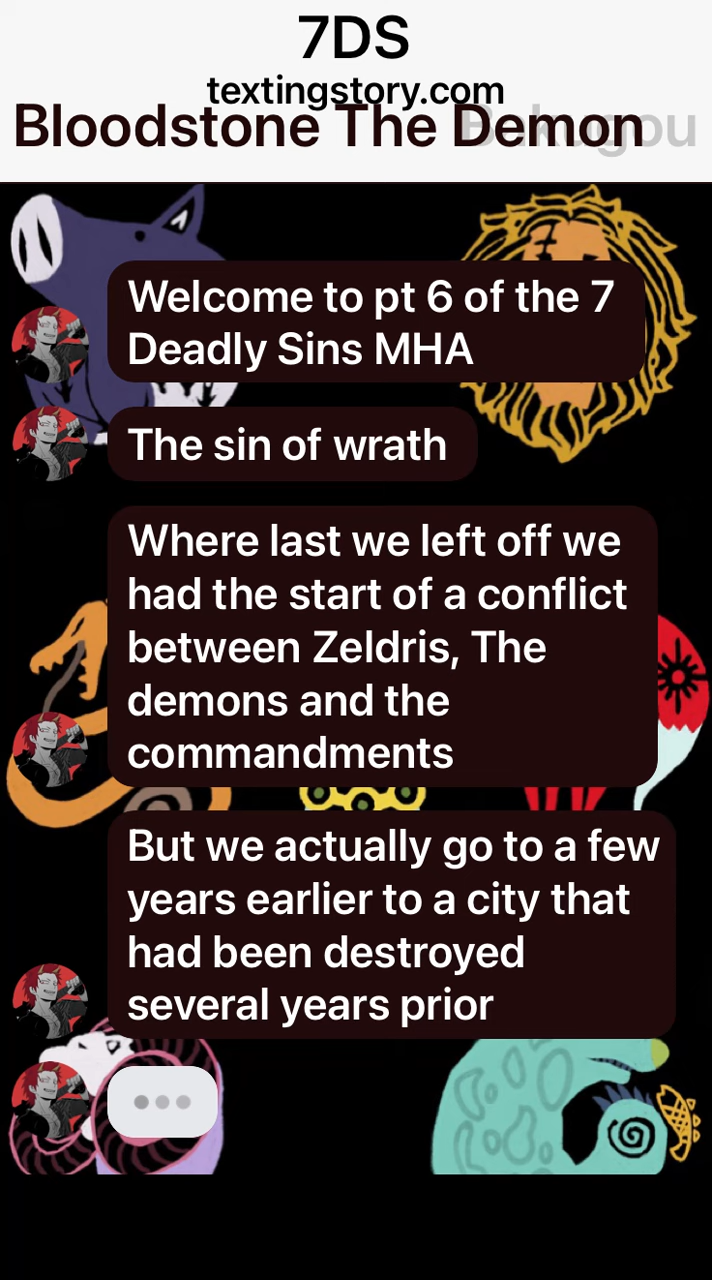 7DS
textingstory.com
Bloodstone The Demon
Bakugou
Welcome to pt 6 of the 7
Deadly Sins MHA
The sin of wrath
Where last we left off we
had the start of a conflict
between Zeldris, The
demons and the
commandments
But we actually go to a few
years earlier to a city that
had been destroyed
several years prior